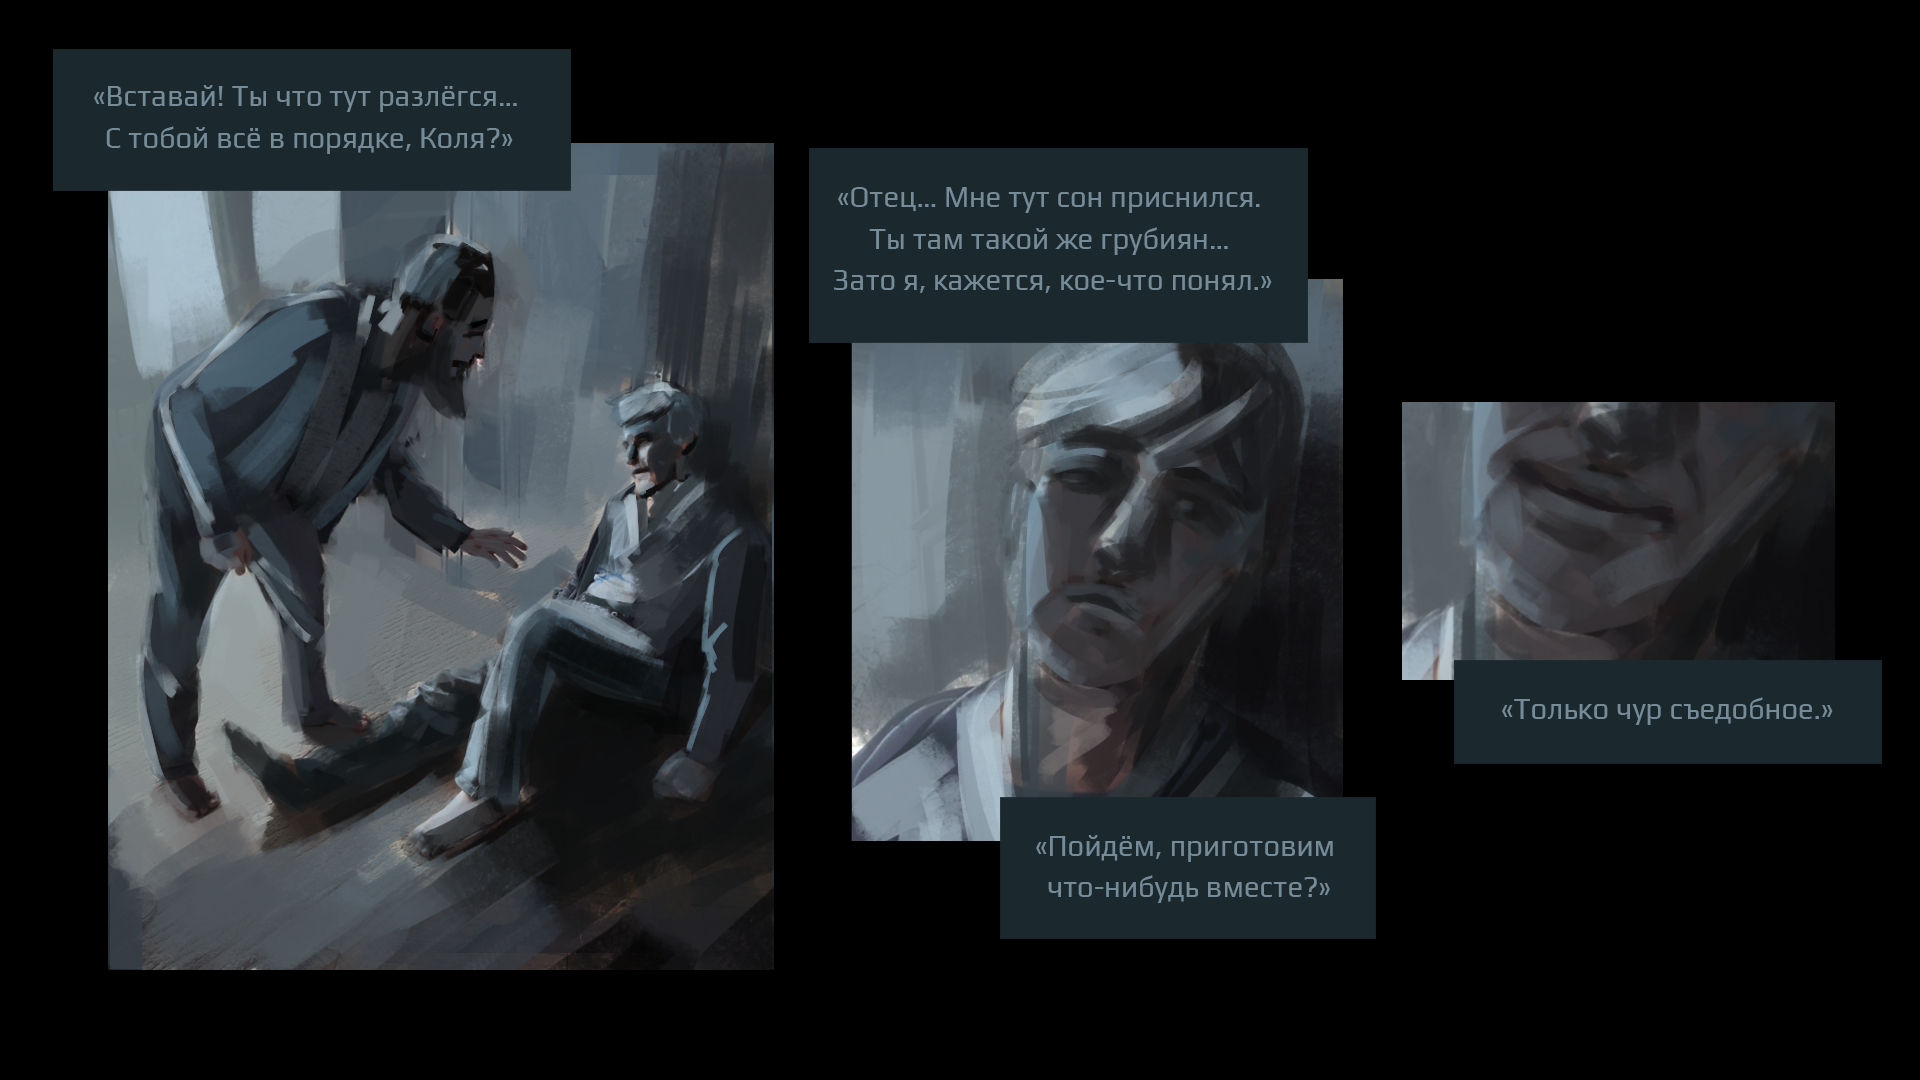 «Вставай! Ты что тут разлёгся...
С тобой всё в порядке, Коля?»
«Отец... Мне тут сон приснился.
Ты там такой же грубиян...
Зато я, кажется, кое-что понял.»
«Пойдём, приготовим
что-нибудь вместе?»
«Только чур съедобное.»